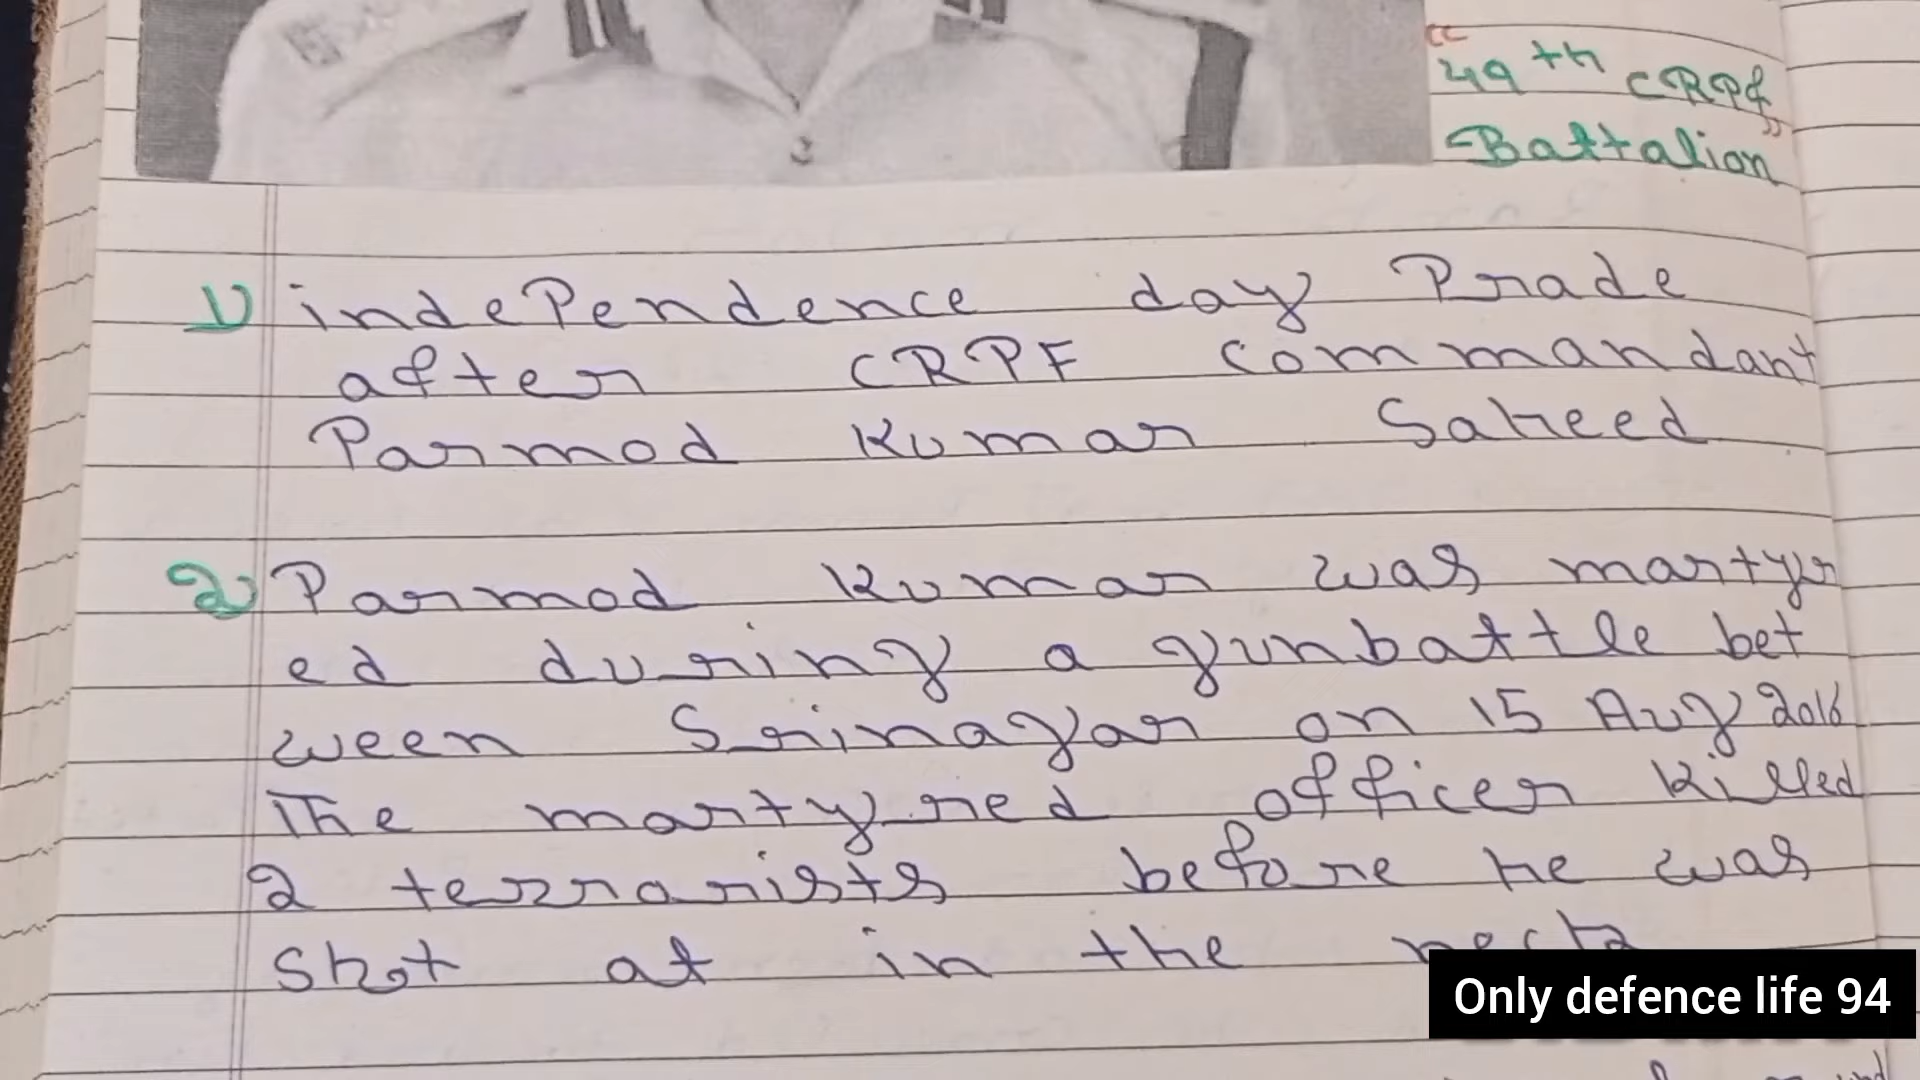 "49th CRPf
Battalion"
1) independence day Prade
after CRPF commandant
Parmod Kumar Saheed
2) Parmod Kumar was martyr
ed during a gunbattle bet
ween Srinagar on 15 Aug 2016
The martyred officer killed
2 terrorists before he was
shot at in the neck
Only defence life 94